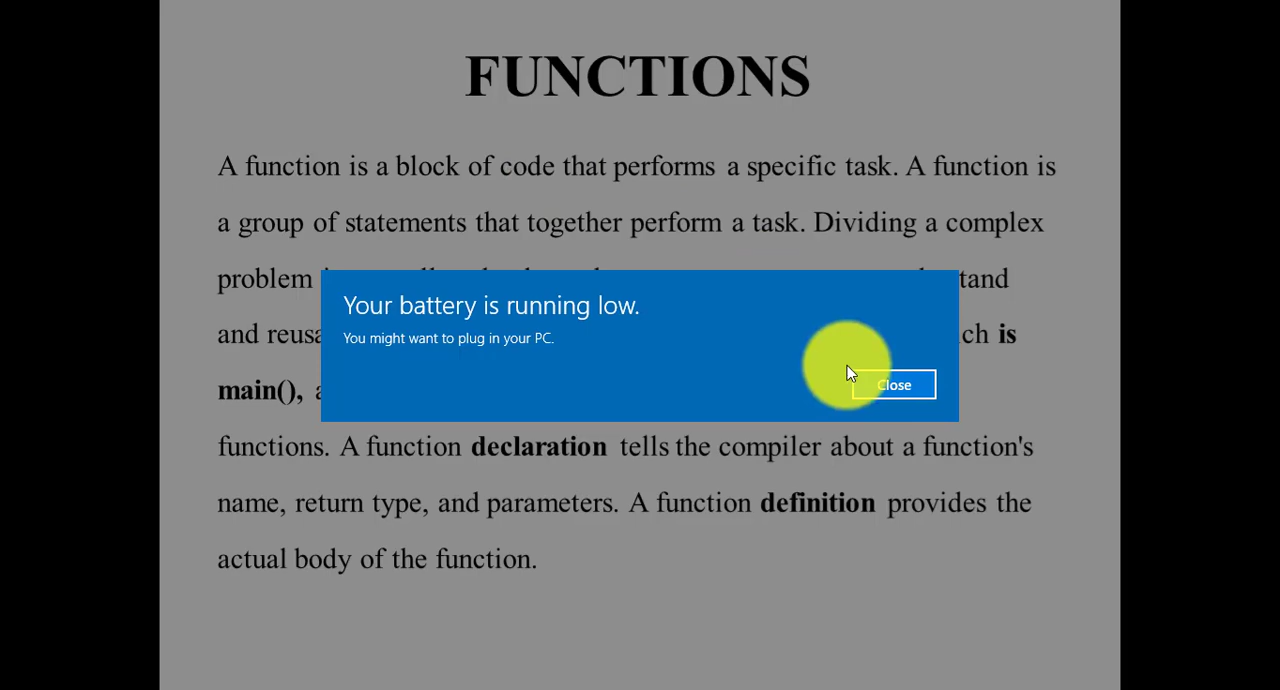 FUNCTIONS
A function is a block of code that performs a specific task. A function is
a group of statements that together perform a task. Dividing a complex
problem
Your battery is running low.
You might want to plug in your PC.
Close
and is
main(),
functions. A function declaration tells the compiler about a function's
name, return type, and parameters. A function definition provides the
actual body of the function.